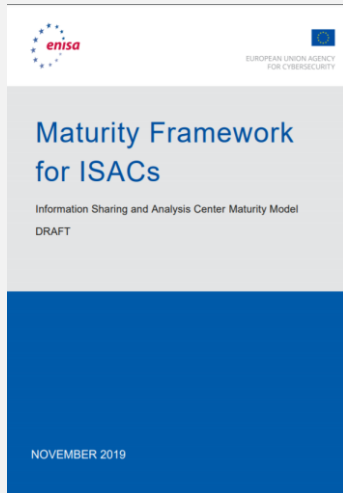 enisa
EUROPEAN UNION AGENCY
FOR CYBERSECURITY
Maturity Framework
for ISACs
Information Sharing and Analysis Center Maturity Model
DRAFT
NOVEMBER 2019